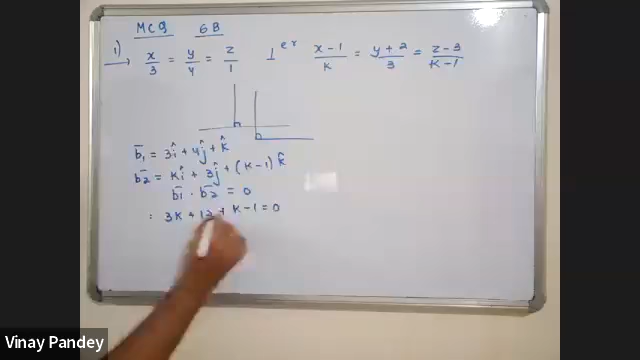 MCQ 6B
1) x/3 = y/4 = z/1 ⊥er x-1/K = y+2/3 = z-3/K-1
b̄1 = 3î + 4ĵ + k̂
b̄2 = Kî + 3ĵ + (K-1) k̂
b̄1 · b̄2 = 0
: 3K + 12 + K-1 = 0
Vinay Pandey